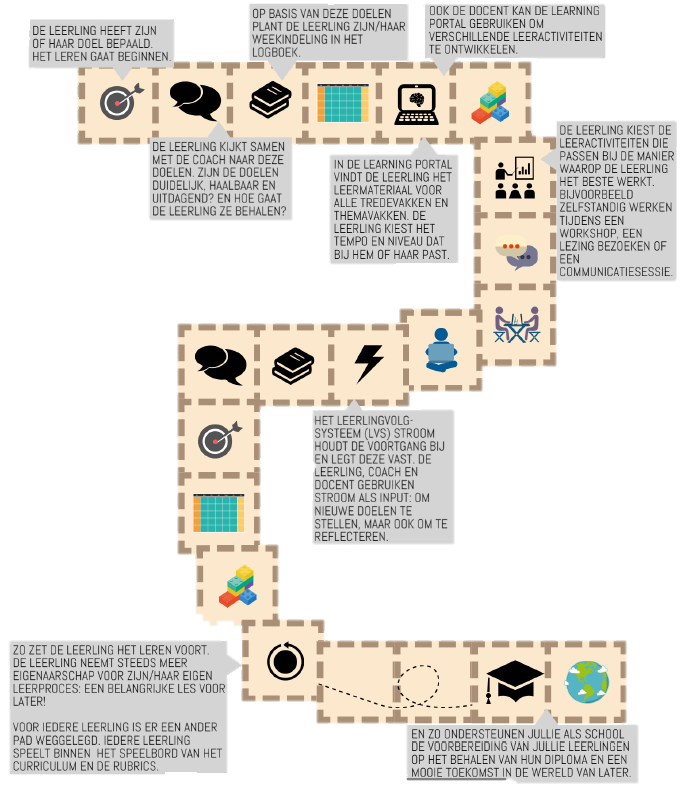 DE LEERLING HEEFT ZIJN
OF HAAR DOEL BEPAALD.
HET LEREN GAAT BEGINNEN.
OP BASIS VAN DEZE DOELEN
PLANT DE LEERLING ZIJN/HAAR
WEEKINDELING IN HET
LOGBOEK.
OOK DE DOCENT KAN DE LEARNING
PORTAL GEBRUIKEN OM
VERSCHILLENDE LEERACTIVITEITEN
TE ONTWIKKELEN.
DE LEERLING KIJKT SAMEN
MET DE COACH NAAR DEZE
DOELEN. ZIJN DE DOELEN
DUIDELIJK, HAALBAAR EN
UITDAGEND? EN HOE GAAT
DE LEERLING ZE BEHALEN?
IN DE LEARNING PORTAL
VINDT DE LEERLING HET
LEERMATERIAAL VOOR
ALLE TREDEVAKKEN EN
THEMAVAKKEN. DE
LEERLING KIEST HET
TEMPO EN NIVEAU DAT
BIJ HEM OF HAAR PAST.
DE LEERLING KIEST DE
LEERACTIVITEITEN DIE
PASSEN BIJ DE MANIER
WAAROP DE LEERLING
HET BESTE WERKT.
BIJVOORBEELD
ZELFSTANDIG WERKEN
TIJDENS EEN
WORKSHOP, EEN
LEZING BEZOEKEN OF
EEN
COMMUNICATIESESSIE.
HET LEERLINGVOLG-
SYSTEEM (LVS) STROOM
HOUDT DE VOORTGANG BIJ
EN LEGT DEZE VAST. DE
LEERLING, COACH EN
DOCENT GEBRUIKEN
STROOM ALS INPUT: OM
NIEUWE DOELEN TE
STELLEN, MAAR OOK OM TE
REFLECTEREN.
ZO ZET DE LEERLING HET LEREN VOORT.
DE LEERLING NEEMT STEEDS MEER
EIGENAARSCHAP VOOR ZIJN/HAAR EIGEN
LEERPROCES: EEN BELANGRIJKE LES VOOR
LATER!
VOOR IEDERE LEERLING IS ER EEN ANDER
PAD WEGGELEGD. IEDERE LEERLING
SPEELT BINNEN HET SPEELBORD VAN HET
CURRICULUM EN DE RUBRICS.
EN ZO ONDERSTEUNEN JULLIE ALS SCHOOL
DE VOORBEREIDING VAN JULLIE LEERLINGEN
OP HET BEHALEN VAN HUN DIPLOMA EN EEN
MOOIE TOEKOMST IN DE WERELD VAN LATER.